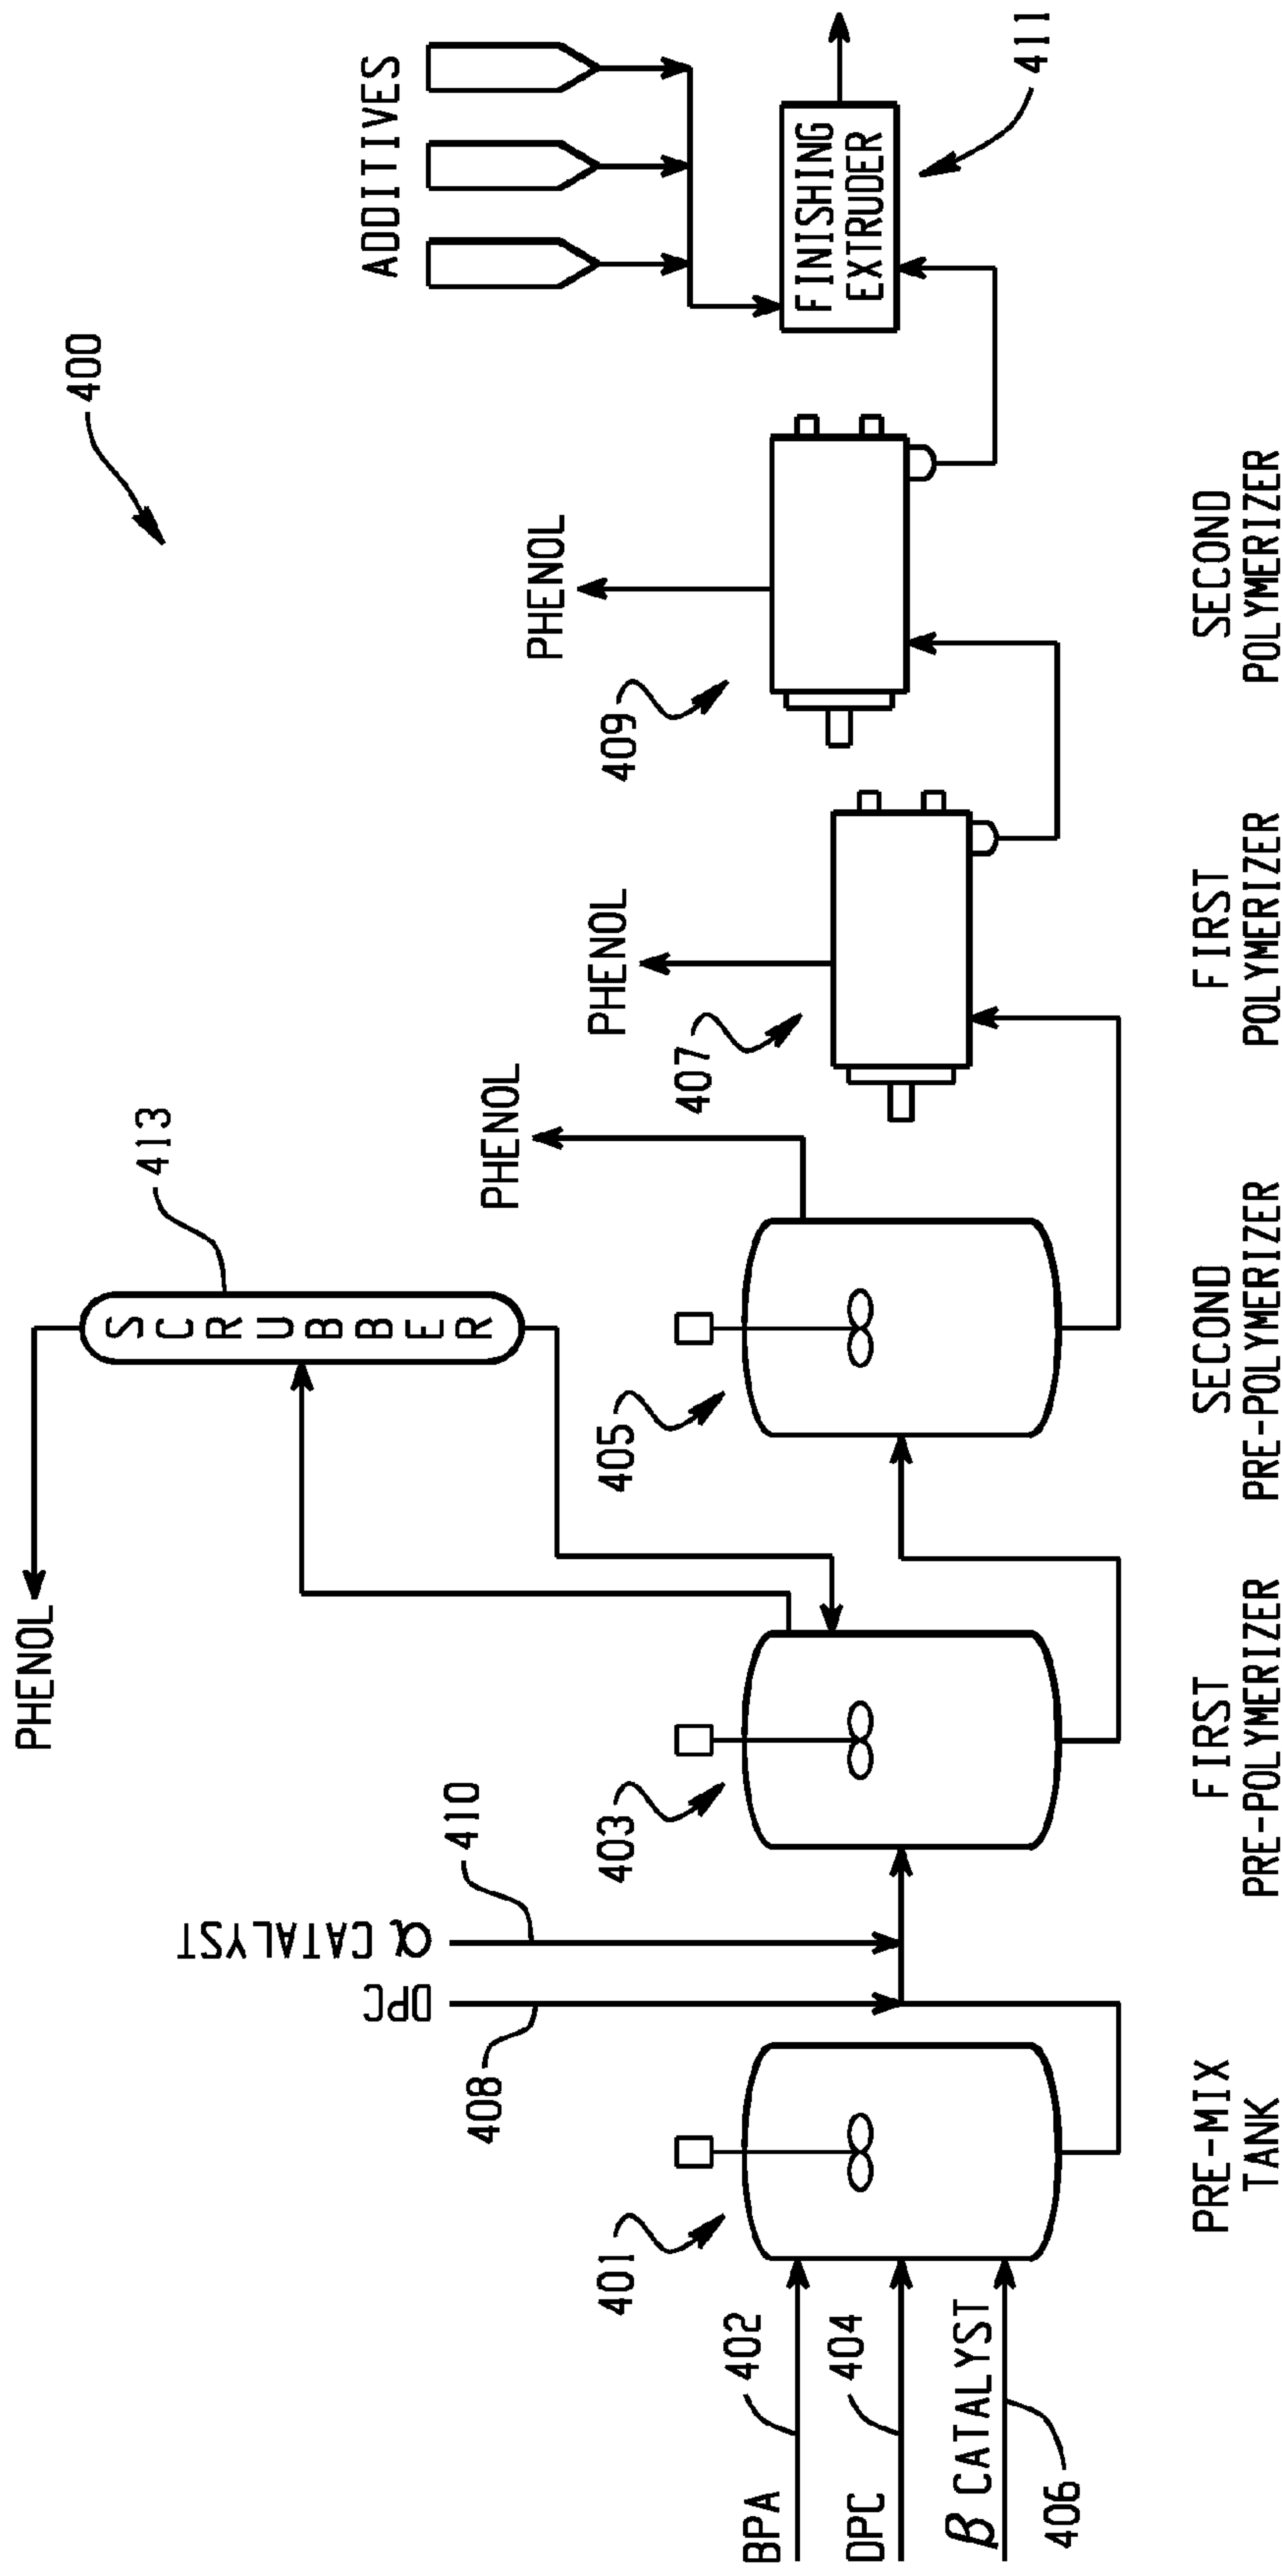 400
PHENOL
SCRUBBER
413
ADDITIVES
DPC
α CATALYST
408
410
PHENOL
PHENOL
PHENOL
401
403
405
407
409
FINISHING
EXTRUDER
411
BPA
402
DPC
404
β CATALYST
406
PRE-MIX
TANK
FIRST
PRE-POLYMERIZER
SECOND
PRE-POLYMERIZER
FIRST
POLYMERIZER
SECOND
POLYMERIZER